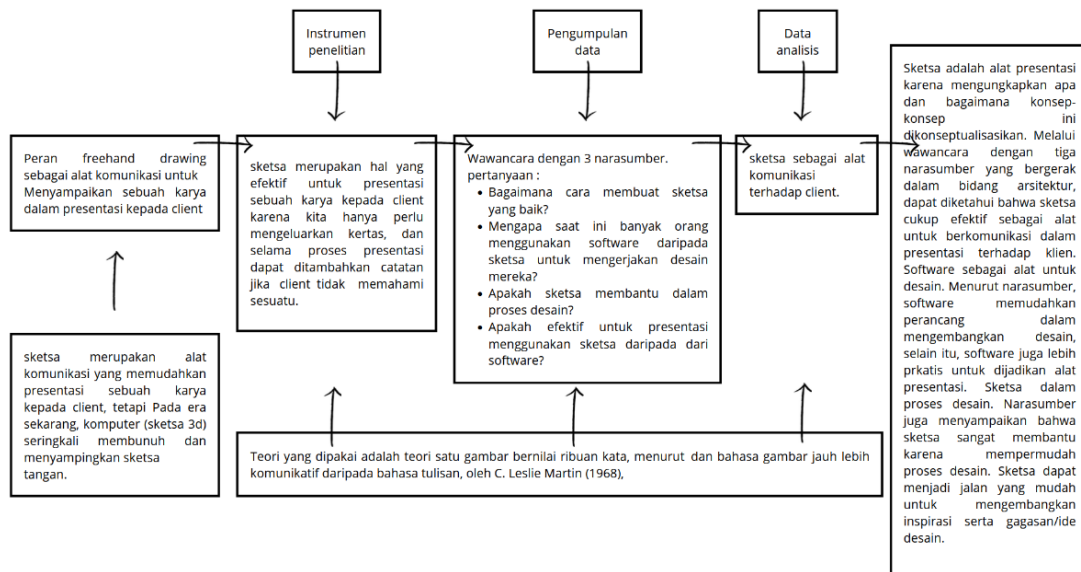 Instrumen
penelitian
Pengumpulan
data
Data
analisis
Peran freehand drawing
sebagai alat komunikasi untuk
Menyampaikan sebuah karya
dalam presentasi kepada client
sketsa merupakan hal yang
efektif untuk presentasi
sebuah karya kepada client
karena kita hanya perlu
mengeluarkan kertas, dan
selama proses presentasi
dapat ditambahkan catatan
jika client tidak memahami
sesuatu.
Wawancara dengan 3 narasumber.
pertanyaan :
• Bagaimana cara membuat sketsa
yang baik?
• Mengapa saat ini banyak orang
menggunakan software daripada
sketsa untuk mengerjakan desain
mereka?
• Apakah sketsa membantu dalam
proses desain?
• Apakah efektif untuk presentasi
menggunakan sketsa daripada dari
software?
sketsa sebagai alat
komunikasi
terhadap client.
Sketsa adalah alat presentasi
karena mengungkapkan apa
dan bagaimana konsep-
konsep ini
dikonseptualisasikan. Melalui
wawancara dengan tiga
narasumber yang bergerak
dalam bidang arsitektur,
dapat diketahui bahwa sketsa
cukup efektif sebagai alat
untuk berkomunikasi dalam
presentasi terhadap klien.
Software sebagai alat untuk
desain. Menurut narasumber,
software memudahkan
perancang dalam
mengembangkan desain,
selain itu, software juga lebih
prkatis untuk dijadikan alat
presentasi. Sketsa dalam
proses desain. Narasumber
juga menyampaikan bahwa
sketsa sangat membantu
karena mempermudah
proses desain. Sketsa dapat
menjadi jalan yang mudah
untuk mengembangkan
inspirasi serta gagasan/ide
desain.
sketsa merupakan alat
komunikasi yang memudahkan
presentasi sebuah karya
kepada client, tetapi Pada era
sekarang, komputer (sketsa 3d)
seringkali membunuh dan
menyampingkan sketsa
tangan.
Teori yang dipakai adalah teori satu gambar bernilai ribuan kata, menurut dan bahasa gambar jauh lebih
komunikatif daripada bahasa tulisan, oleh C. Leslie Martin (1968),